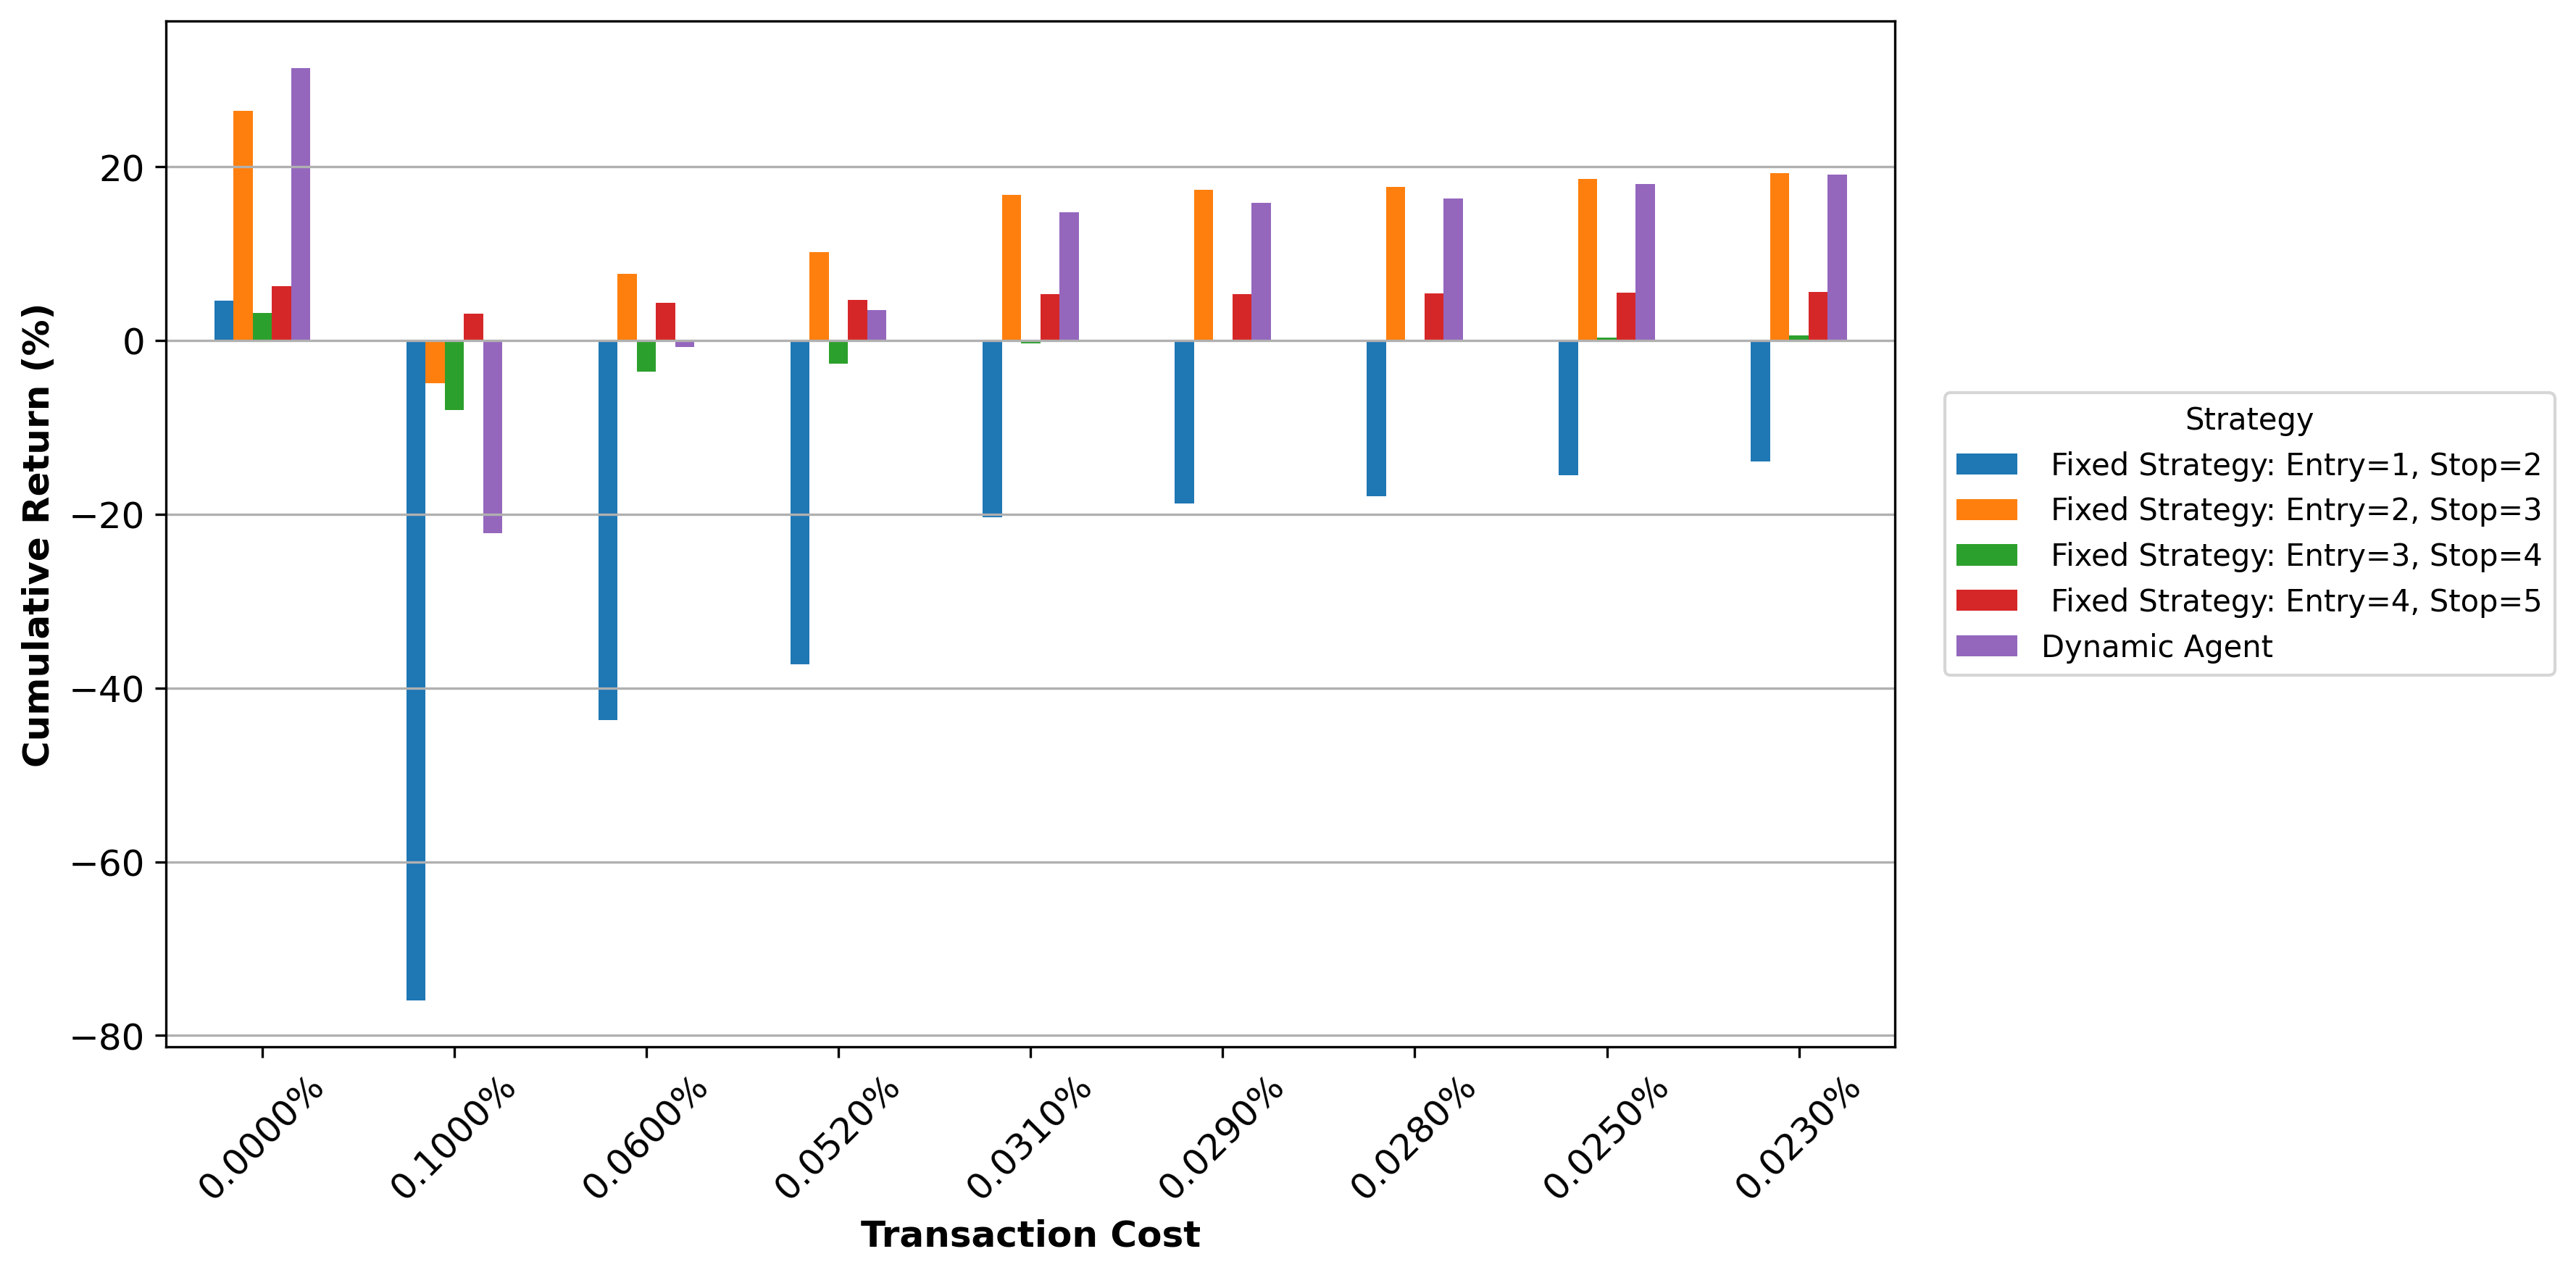 Cumulative Return (%)
20
0
−20
−40
−60
−80
0.0000%
0.1000%
0.0600%
0.0520%
0.0310%
0.0290%
0.0280%
0.0250%
0.0230%
Transaction Cost
Strategy
Fixed Strategy: Entry=1, Stop=2
Fixed Strategy: Entry=2, Stop=3
Fixed Strategy: Entry=3, Stop=4
Fixed Strategy: Entry=4, Stop=5
Dynamic Agent